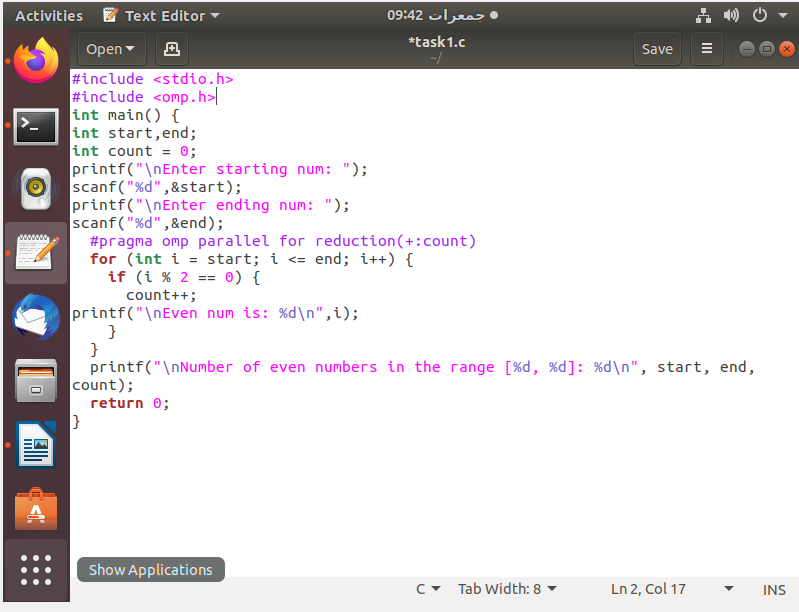 Activities Text Editor 09:42 جمعرات
Open *task1.c Save
~/
#include <stdio.h>
#include <omp.h>
int main() {
int start,end;
int count = 0;
printf("\nEnter starting num: ");
scanf("%d",&start);
printf("\nEnter ending num: ");
scanf("%d",&end);
  #pragma omp parallel for reduction(+:count)
  for (int i = start; i <= end; i++) {
    if (i % 2 == 0) {
      count++;
printf("\nEven num is: %d\n",i);
    }
  }
  printf("\nNumber of even numbers in the range [%d, %d]: %d\n", start, end,
count);
  return 0;
}
Show Applications
C Tab Width: 8 Ln 2, Col 17 INS